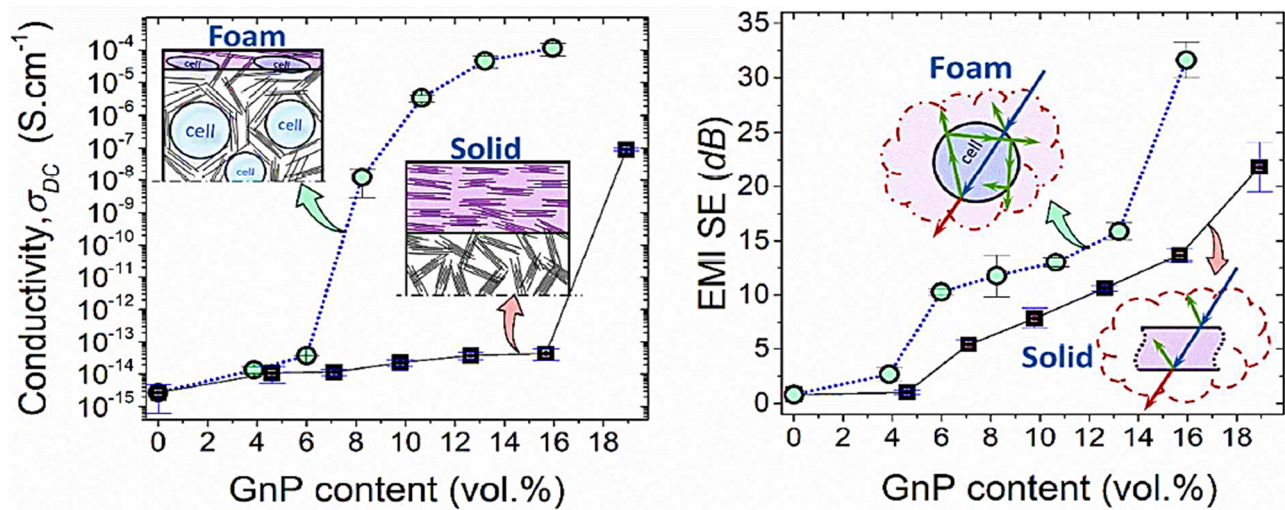 Conductivity, σ_DC (S.cm⁻¹)
10⁻⁴
10⁻⁵
10⁻⁶
10⁻⁷
10⁻⁸
10⁻⁹
10⁻¹⁰
10⁻¹¹
10⁻¹²
10⁻¹³
10⁻¹⁴
10⁻¹⁵
Foam
cell
cell
cell
cell
cell
Solid
0 2 4 6 8 10 12 14 16 18
GnP content (vol.%)
EMI SE (dB)
35
30
25
20
15
10
5
0
Foam
cell
Solid
0 2 4 6 8 10 12 14 16 18
GnP content (vol.%)